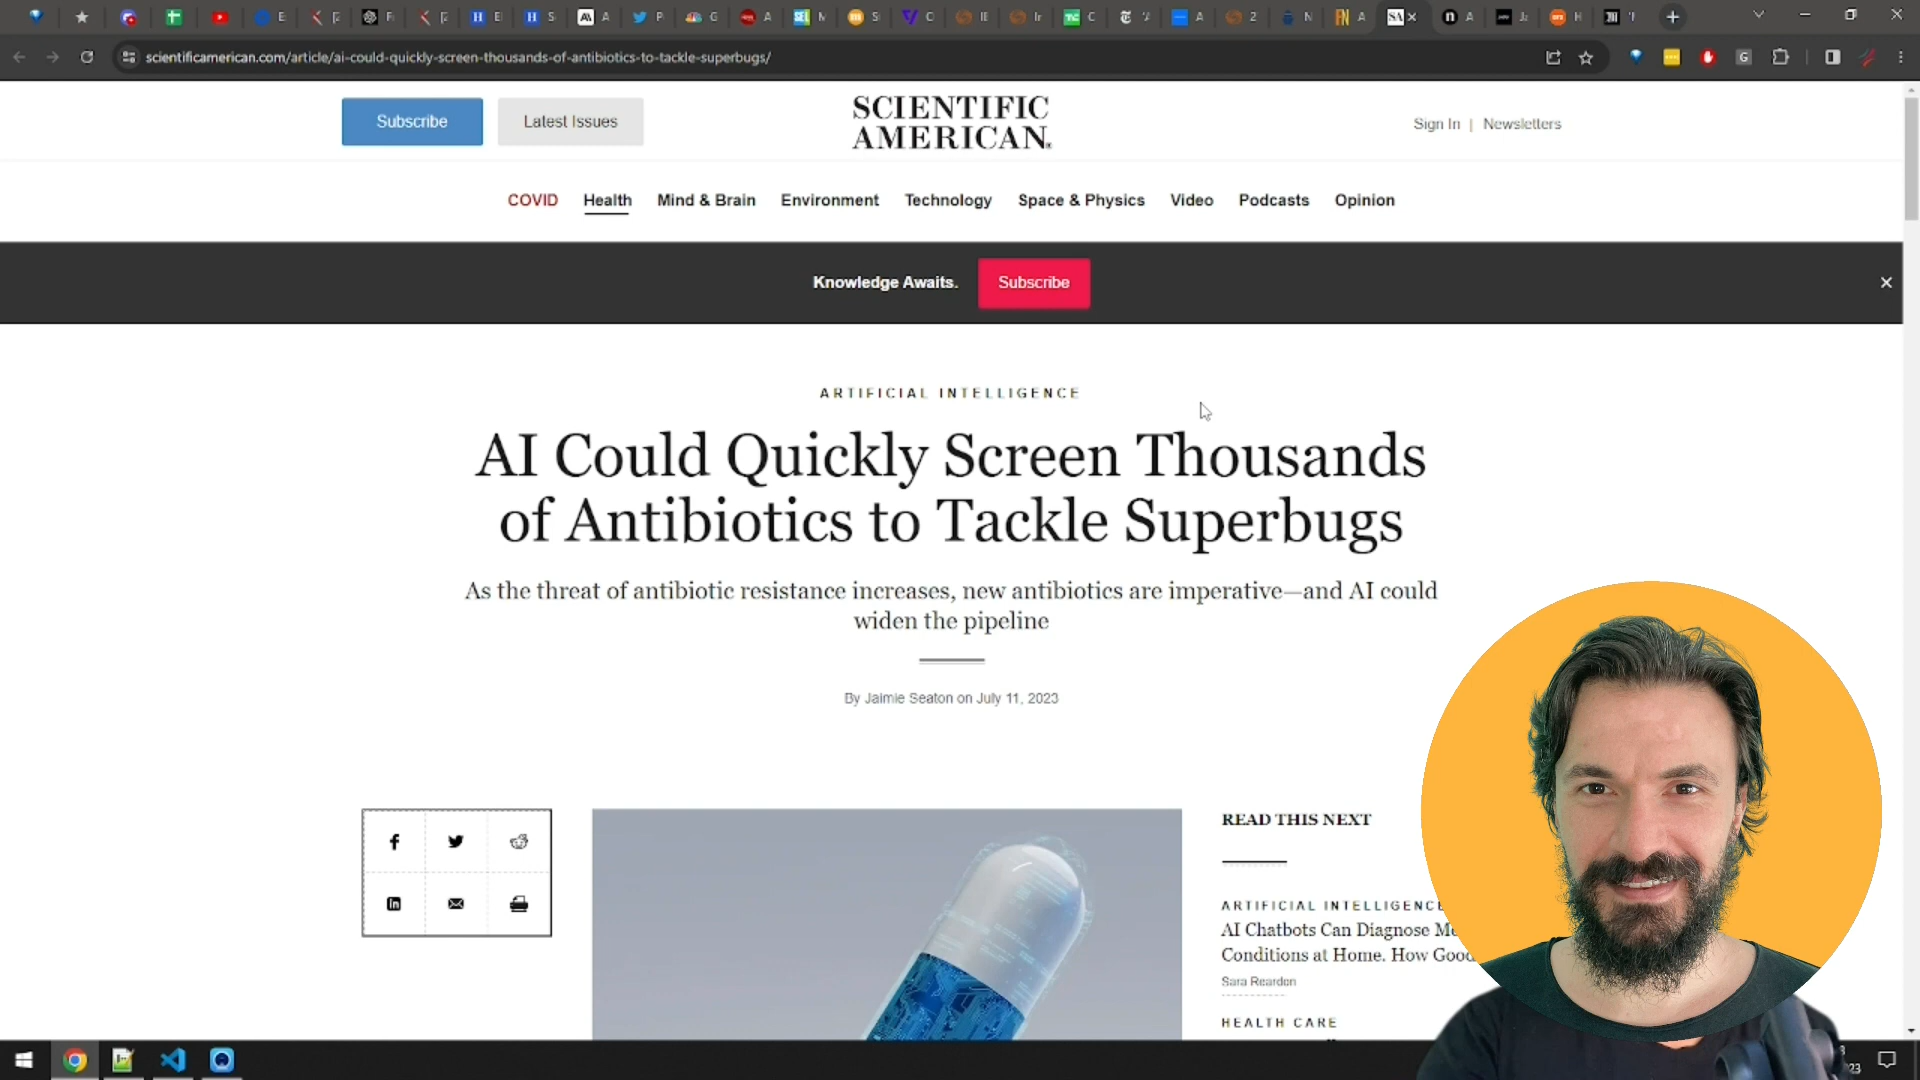 scientificamerican.com/article/ai-could-quickly-screen-thousands-of-antibiotics-to-tackle-superbugs/
Subscribe
Latest Issues
SCIENTIFIC
AMERICAN
Sign In | Newsletters
COVID
Health
Mind & Brain
Environment
Technology
Space & Physics
Video
Podcasts
Opinion
Knowledge Awaits.
Subscribe
ARTIFICIAL INTELLIGENCE
AI Could Quickly Screen Thousands
of Antibiotics to Tackle Superbugs
As the threat of antibiotic resistance increases, new antibiotics are imperative—and AI could
widen the pipeline
By Jaimie Seaton on July 11, 2023
READ THIS NEXT
ARTIFICIAL INTELLIGENCE
AI Chatbots Can Diagnose
Conditions at Home. How Good
Sara Reardon
HEALTH CARE